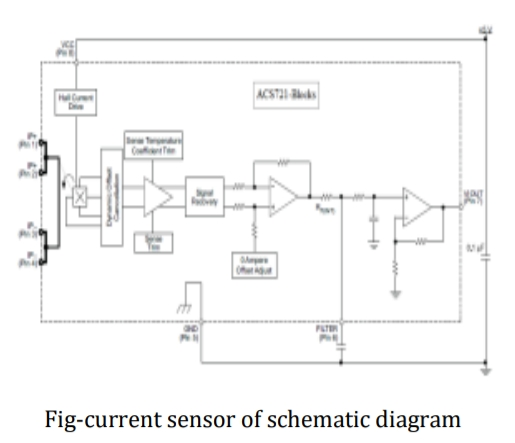 +5 V
VCC
(Pin 8)
Hall Current
Drive
ACS721-Blocks
IP+
(Pin 1)
IP+
(Pin 2)
IP−
(Pin 3)
IP−
(Pin 4)
Sense Temperature
Coefficient Trim
Dynamic Offset
Cancellation
Signal
Recovery
Sense
Trim
0 Ampere
Offset Adjust
VIOUT
(Pin 7)
0.1 µF
GND
(Pin 5)
FILTER
(Pin 6)
Fig-current sensor of schematic diagram